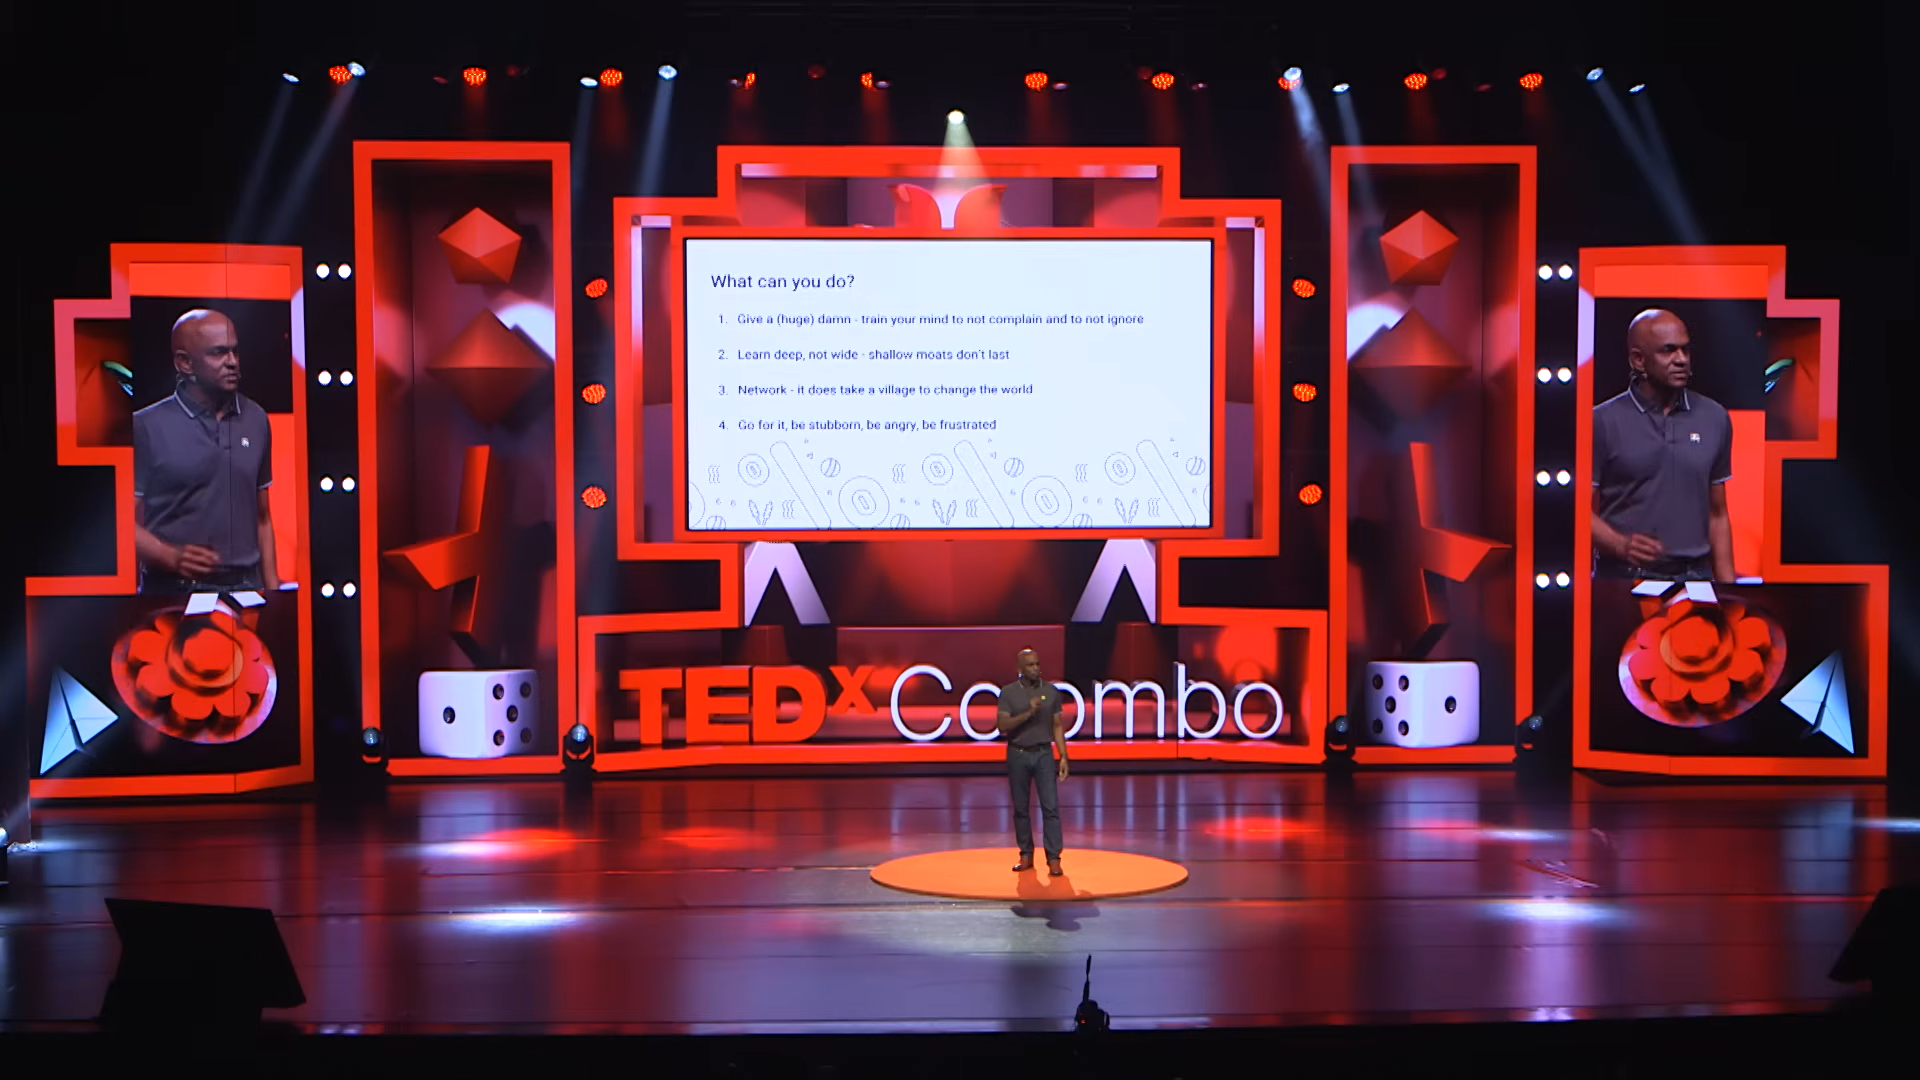 What can you do?
1. Give a (huge) damn - train your mind to not complain and to not ignore
2. Learn deep, not wide - shallow moats don't last
3. Network - it does take a village to change the world
4. Go for it, be stubborn, be angry, be frustrated
TEDx Colombo